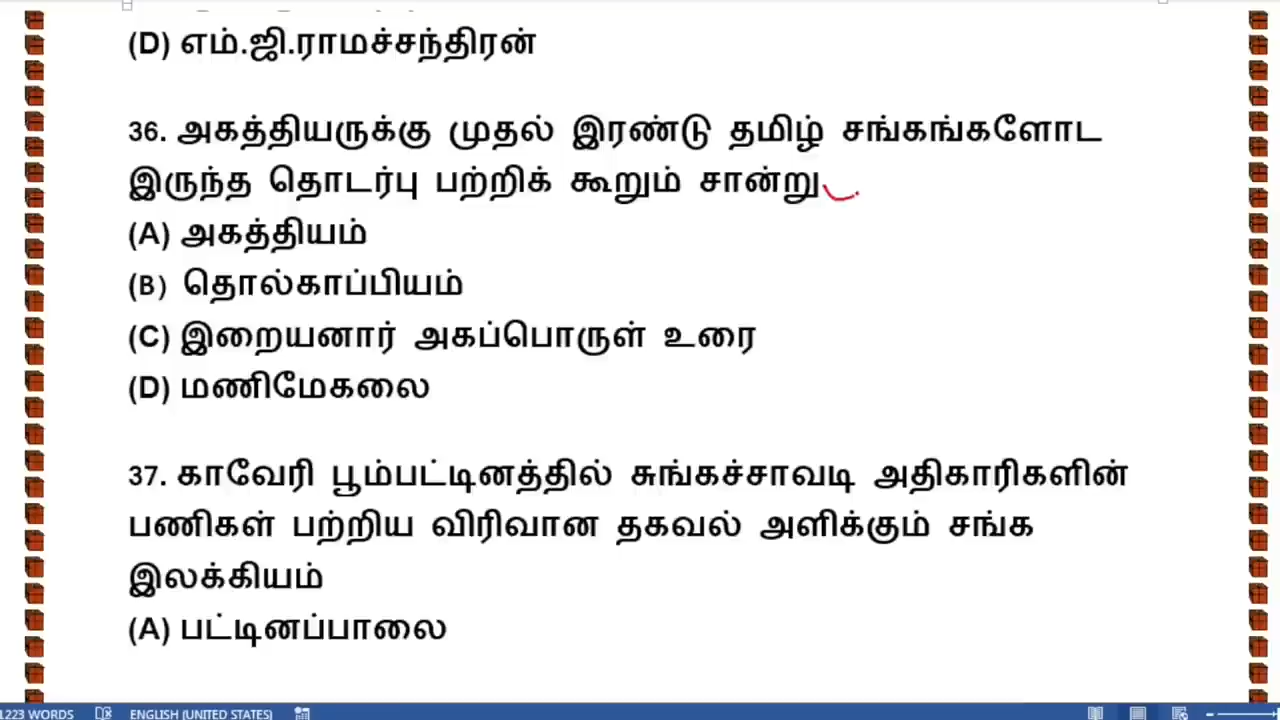 (D) எம்.ஜி.ராமச்சந்திரன்
36. அகத்தியருக்கு முதல் இரண்டு தமிழ் சங்கங்களோட
இருந்த தொடர்பு பற்றிக் கூறும் சான்று
(A) அகத்தியம்
(B) தொல்காப்பியம்
(C) இறையனார் அகப்பொருள் உரை
(D) மணிமேகலை
37. காவேரி பூம்பட்டினத்தில் சுங்கச்சாவடி அதிகாரிகளின்
பணிகள் பற்றிய விரிவான தகவல் அளிக்கும் சங்க
இலக்கியம்
(A) பட்டினப்பாலை
1223 WORDS ENGLISH (UNITED STATES)